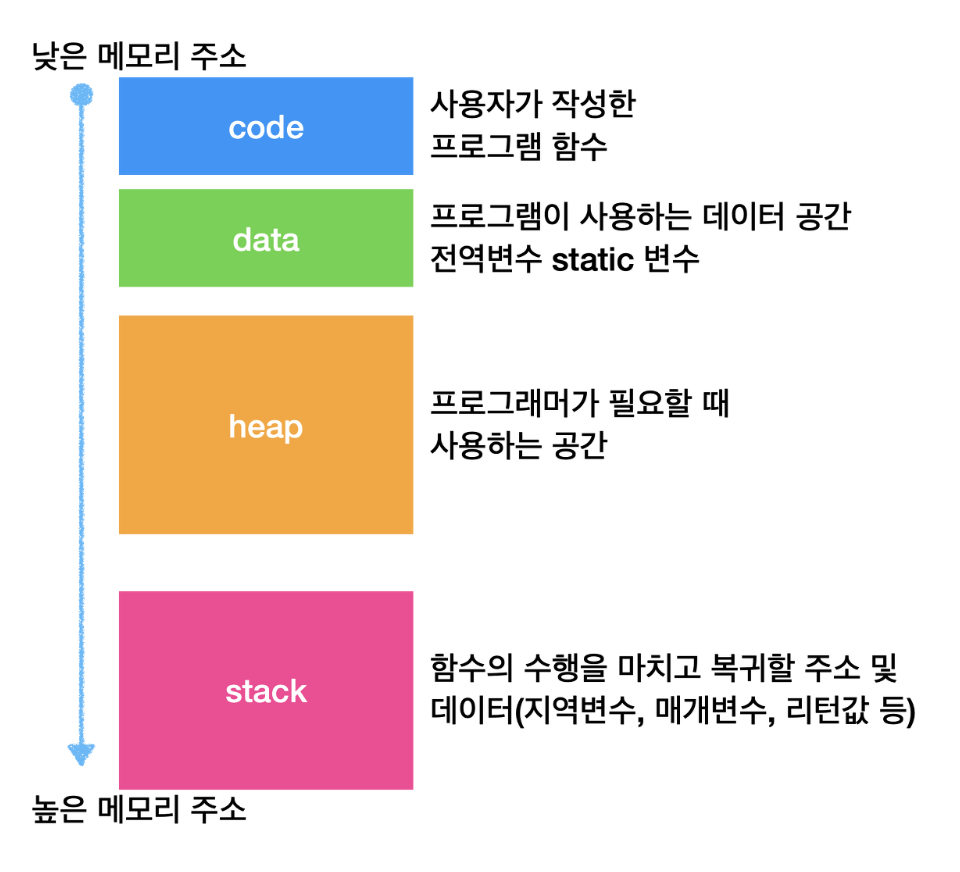 낮은 메모리 주소
code
사용자가 작성한
프로그램 함수
data
프로그램이 사용하는 데이터 공간
전역변수 static 변수
heap
프로그래머가 필요할 때
사용하는 공간
stack
함수의 수행을 마치고 복귀할 주소 및
데이터(지역변수, 매개변수, 리턴값 등)
높은 메모리 주소